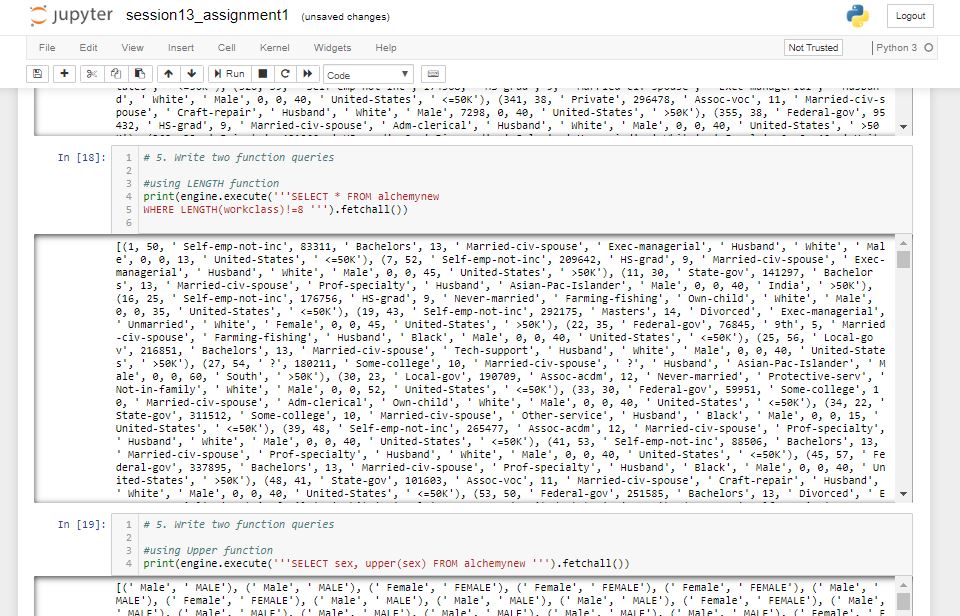 jupyter session13_assignment1 (unsaved changes)
Logout
File Edit View Insert Cell Kernel Widgets Help
Not Trusted
Python 3
Run
Code
d', ' White', ' Male', 0, 0, 40, ' United-States', ' <=50K'), (341, 38, ' Private', 296478, ' Assoc-voc', 11, ' Married-civ-s
pouse', ' Craft-repair', ' Husband', ' White', ' Male', 7298, 0, 40, ' United-States', ' >50K'), (355, 38, ' Federal-gov', 95
432, ' HS-grad', 9, ' Married-civ-spouse', ' Adm-clerical', ' Husband', ' White', ' Male', 0, 0, 40, ' United-States', ' >50
In [18]:
1 # 5. Write two function queries
2
3 #using LENGTH function
4 print(engine.execute('''SELECT * FROM alchemynew
5 WHERE LENGTH(workclass)!=8 ''').fetchall())
6
[(1, 50, ' Self-emp-not-inc', 83311, ' Bachelors', 13, ' Married-civ-spouse', ' Exec-managerial', ' Husband', ' White', ' Mal
e', 0, 0, 13, ' United-States', ' <=50K'), (7, 52, ' Self-emp-not-inc', 209642, ' HS-grad', 9, ' Married-civ-spouse', ' Exec-
managerial', ' Husband', ' White', ' Male', 0, 0, 45, ' United-States', ' >50K'), (11, 30, ' State-gov', 141297, ' Bachelor
s', 13, ' Married-civ-spouse', ' Prof-specialty', ' Husband', ' Asian-Pac-Islander', ' Male', 0, 0, 40, ' India', ' >50K'),
(16, 25, ' Self-emp-not-inc', 176756, ' HS-grad', 9, ' Never-married', ' Farming-fishing', ' Own-child', ' White', ' Male',
0, 0, 35, ' United-States', ' <=50K'), (19, 43, ' Self-emp-not-inc', 292175, ' Masters', 14, ' Divorced', ' Exec-managerial',
' Unmarried', ' White', ' Female', 0, 0, 45, ' United-States', ' >50K'), (22, 35, ' Federal-gov', 76845, ' 9th', 5, ' Married
-civ-spouse', ' Farming-fishing', ' Husband', ' Black', ' Male', 0, 0, 40, ' United-States', ' <=50K'), (25, 56, ' Local-go
v', 216851, ' Bachelors', 13, ' Married-civ-spouse', ' Tech-support', ' Husband', ' White', ' Male', 0, 0, 40, ' United-State
s', ' >50K'), (27, 54, ' ?', 180211, ' Some-college', 10, ' Married-civ-spouse', ' ?', ' Husband', ' Asian-Pac-Islander', ' M
ale', 0, 0, 60, ' South', ' >50K'), (30, 23, ' Local-gov', 190709, ' Assoc-acdm', 12, ' Never-married', ' Protective-serv', '
Not-in-family', ' White', ' Male', 0, 0, 52, ' United-States', ' <=50K'), (33, 30, ' Federal-gov', 59951, ' Some-college', 1
0, ' Married-civ-spouse', ' Adm-clerical', ' Own-child', ' White', ' Male', 0, 0, 40, ' United-States', ' <=50K'), (34, 22, '
State-gov', 311512, ' Some-college', 10, ' Married-civ-spouse', ' Other-service', ' Husband', ' Black', ' Male', 0, 0, 15, '
United-States', ' <=50K'), (39, 48, ' Self-emp-not-inc', 265477, ' Assoc-acdm', 12, ' Married-civ-spouse', ' Prof-specialty',
' Husband', ' White', ' Male', 0, 0, 40, ' United-States', ' <=50K'), (41, 53, ' Self-emp-not-inc', 88506, ' Bachelors', 13,
' Married-civ-spouse', ' Prof-specialty', ' Husband', ' White', ' Male', 0, 0, 40, ' United-States', ' <=50K'), (45, 57, ' Fe
deral-gov', 337895, ' Bachelors', 13, ' Married-civ-spouse', ' Prof-specialty', ' Husband', ' Black', ' Male', 0, 0, 40, ' Un
ited-States', ' >50K'), (48, 41, ' State-gov', 101603, ' Assoc-voc', 11, ' Married-civ-spouse', ' Craft-repair', ' Husband',
' White', ' Male', 0, 0, 40, ' United-States', ' <=50K'), (53, 50, ' Federal-gov', 251585, ' Bachelors', 13, ' Divorced', ' E
In [19]:
1 # 5. Write two function queries
2
3 #using Upper function
4 print(engine.execute('''SELECT sex, upper(sex) FROM alchemynew ''').fetchall())
[(' Male', ' MALE'), (' Male', ' MALE'), (' Female', ' FEMALE'), (' Female', ' FEMALE'), (' Female', ' FEMALE'), (' Male', '
MALE'), (' Female', ' FEMALE'), (' Male', ' MALE'), (' Male', ' MALE'), (' Male', ' MALE'), (' Female', ' FEMALE'), (' Male',